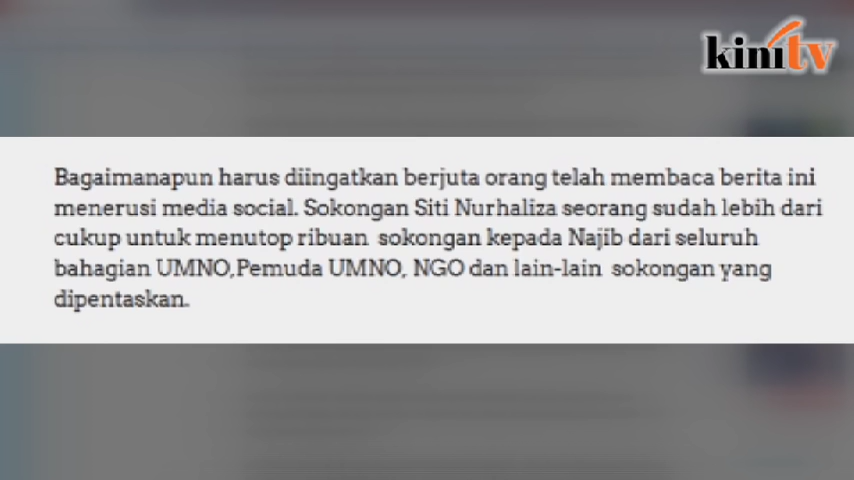 kinitv
Bagaimanapun harus diingatkan berjuta orang telah membaca berita ini
menerusi media social. Sokongan Siti Nurhaliza seorang sudah lebih dari
cukup untuk menutop ribuan sokongan kepada Najib dari seluruh
bahagian UMNO,Pemuda UMNO, NGO dan lain-lain sokongan yang
dipentaskan.